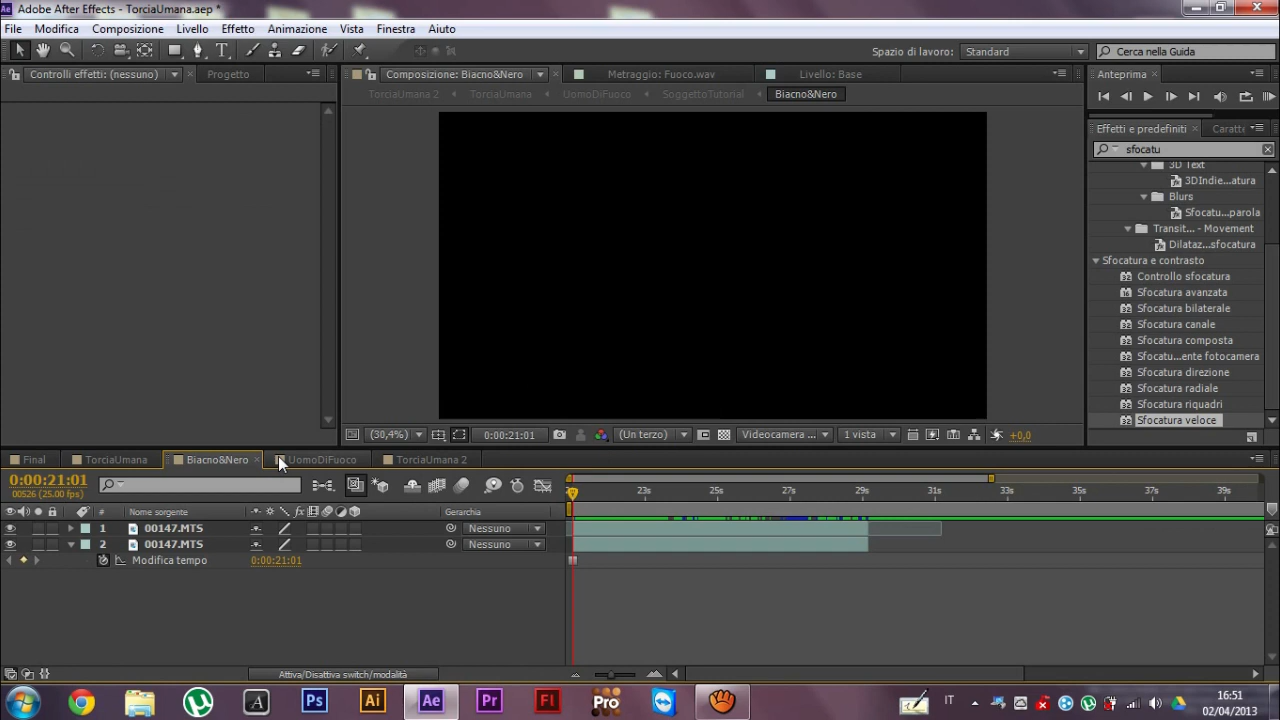 Adobe After Effects - TorciaUmana.aep *
File Modifica Composizione Livello Effetto Animazione Vista Finestra Aiuto
Spazio di lavoro: Standard Cerca nella Guida
Controlli effetti: (nessuno) Progetto
Composizione: Biacno&Nero Metraggio: Fuoco.wav Livello: Base
Anteprima
TorciaUmana 2 TorciaUmana UomoDiFuoco SoggettoTutorial Biacno&Nero
Effetti e predefiniti Caratte
sfocatu
3D Text
3DIndie...atura
Blurs
Sfocatu...parola
Transit... - Movement
Dilataz...sfocatura
Sfocatura e contrasto
Controllo sfocatura
Sfocatura avanzata
Sfocatura bilaterale
Sfocatura canale
Sfocatura composta
Sfocatu...ente fotocamera
Sfocatura direzione
Sfocatura radiale
Sfocatura riquadri
Sfocatura veloce
(30,4%) 0:00:21:01 (Un terzo) Videocamera ... 1 vista +0,0
Final TorciaUmana Biacno&Nero UomoDiFuoco TorciaUmana 2
0:00:21:01
00526 (25.00 fps)
23s 25s 27s 29s 31s 33s 35s 37s 39s
# Nome sorgente Gerarchia
1 00147.MTS Nessuno
2 00147.MTS Nessuno
Modifica tempo 0:00:21:01
Attiva/Disattiva switch/modalità
A Ps Ai Ae Pr Fl Pro IT
16:51
02/04/2013